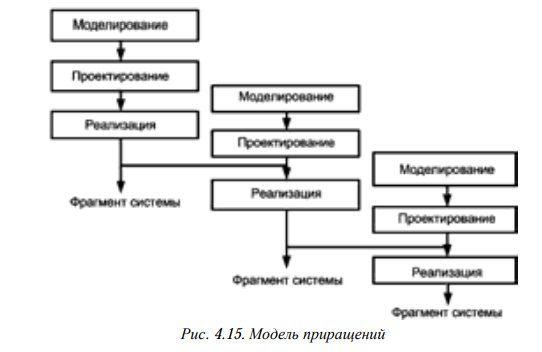 Моделирование
Проектирование
Реализация
Фрагмент системы
Моделирование
Проектирование
Реализация
Фрагмент системы
Моделирование
Проектирование
Реализация
Фрагмент системы
Рис. 4.15. Модель приращений